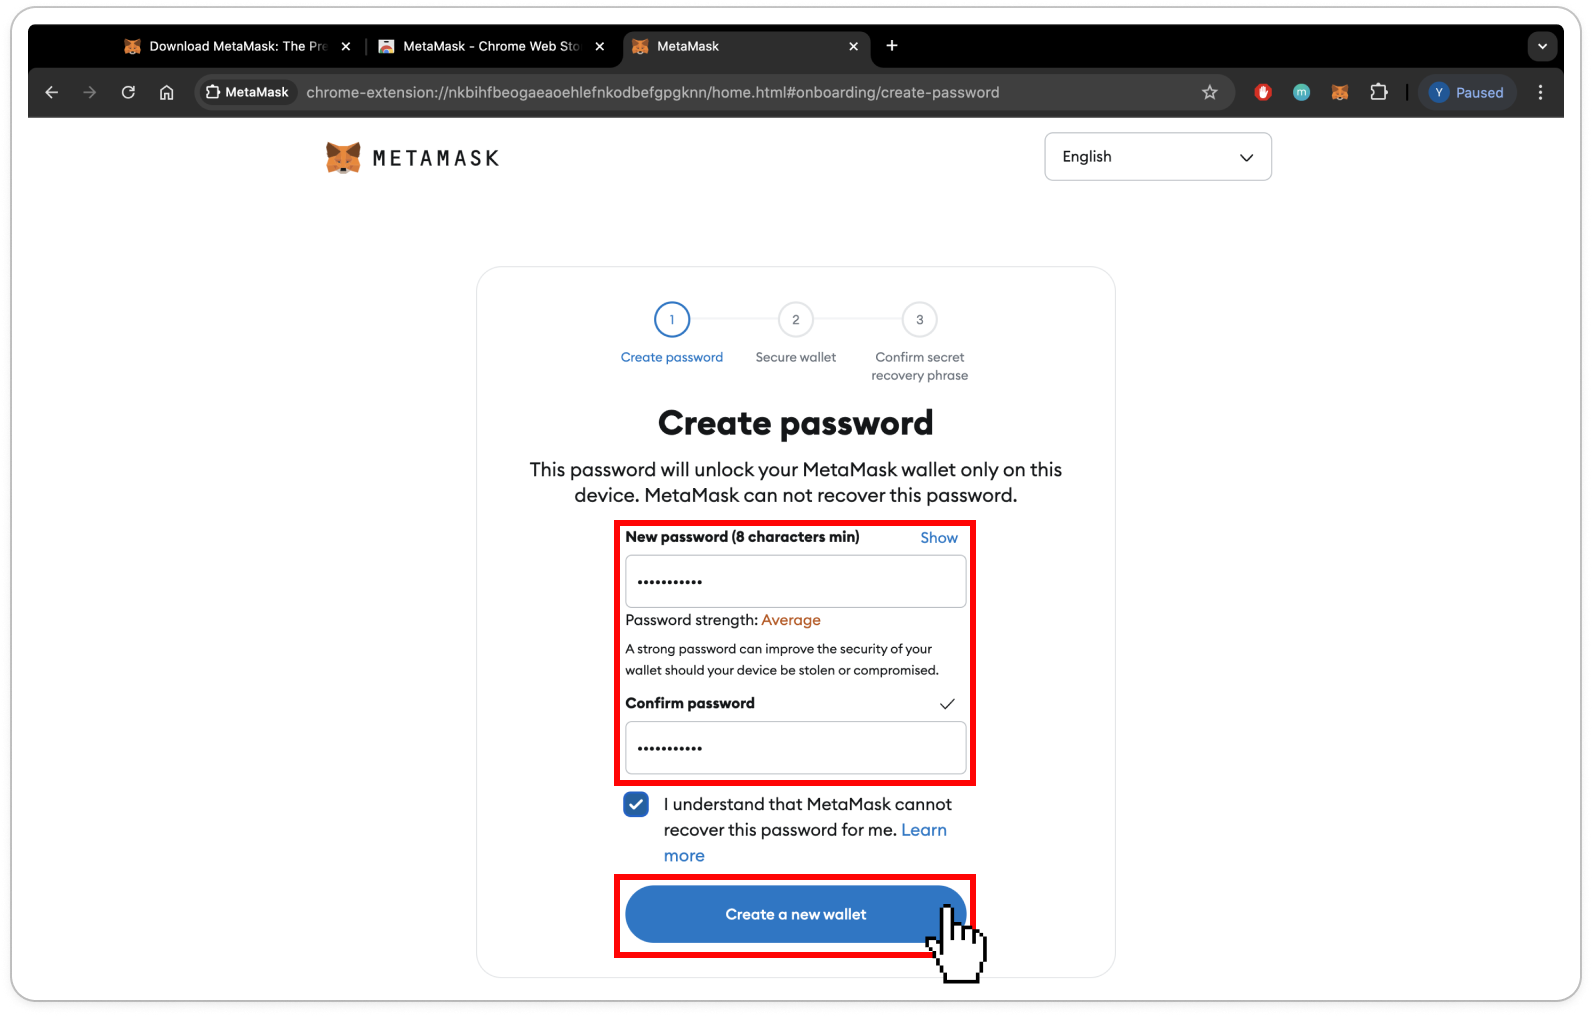 Download MetaMask: The Pre
MetaMask - Chrome Web Sto
MetaMask
MetaMask
chrome-extension://nkbihfbeogaeaoehlefnkodbefgpgknn/home.html#onboarding/create-password
m
Y
Paused
METAMASK
English
1
2
3
Create password
Secure wallet
Confirm secret
recovery phrase
Create password
This password will unlock your MetaMask wallet only on this
device. MetaMask can not recover this password.
New password (8 characters min)
Show
•••••••••••
Password strength: Average
A strong password can improve the security of your
wallet should your device be stolen or compromised.
Confirm password
•••••••••••
I understand that MetaMask cannot
recover this password for me. Learn
more
Create a new wallet